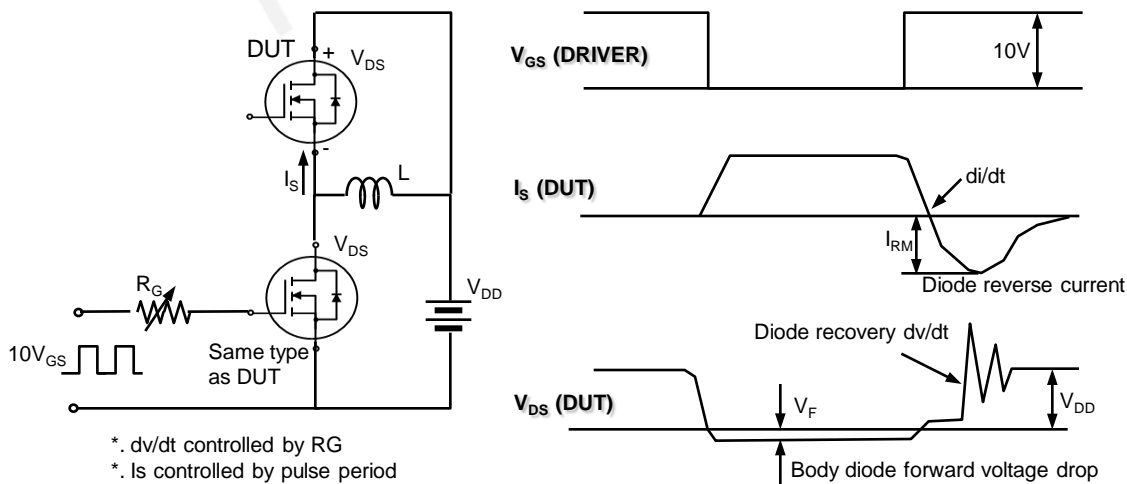 DUT
+
V_DS
-
I_S
L
V_DS
R_G
V_DD
10V_GS
Same type
as DUT
*. dv/dt controlled by RG
*. Is controlled by pulse period
V_GS (DRIVER)
10V
I_S (DUT)
di/dt
I_RM
Diode reverse current
Diode recovery dv/dt
V_DS (DUT)
V_F
V_DD
Body diode forward voltage drop